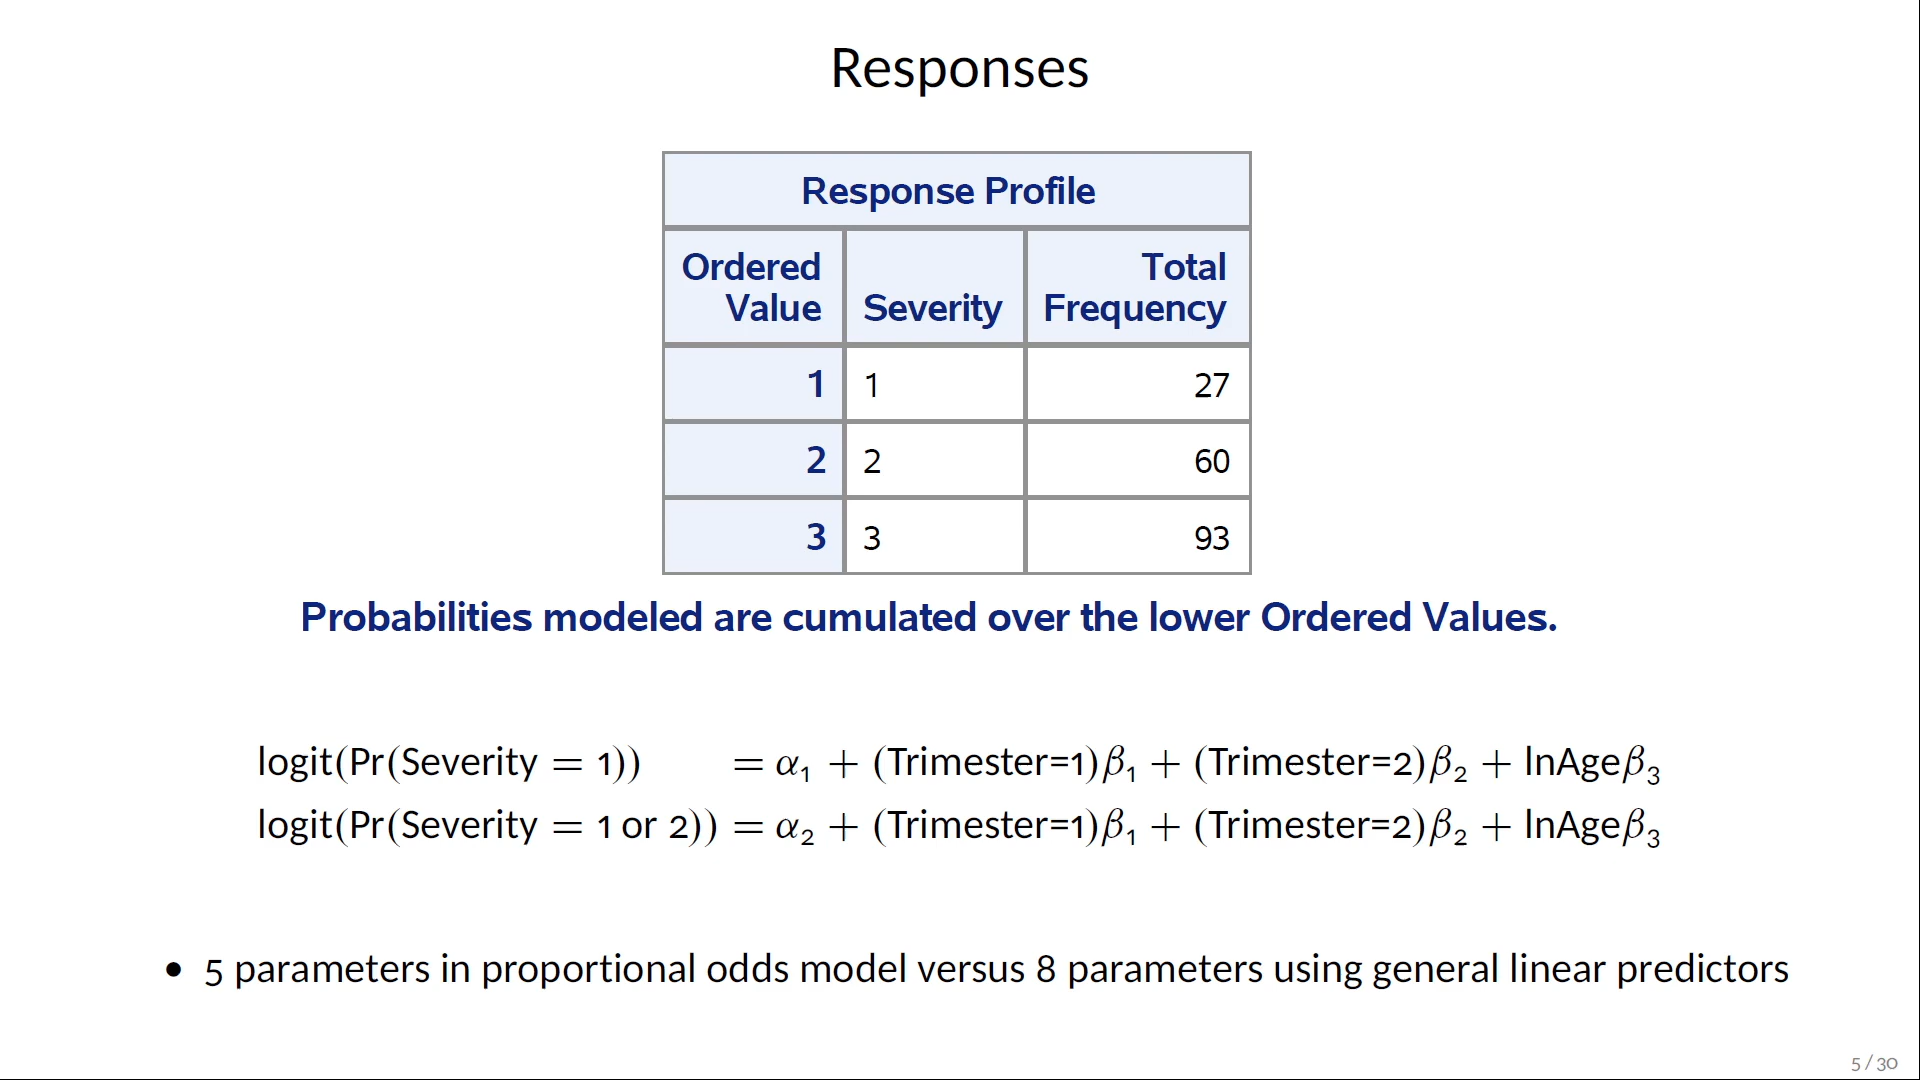 Responses
Response Profile
Ordered Value Severity Total Frequency
1 1 27
2 2 60
3 3 93
Probabilities modeled are cumulated over the lower Ordered Values.
logit(Pr(Severity = 1)) = α₁ + (Trimester=1)β₁ + (Trimester=2)β₂ + lnAgeβ₃
logit(Pr(Severity = 1 or 2)) = α₂ + (Trimester=1)β₁ + (Trimester=2)β₂ + lnAgeβ₃
• 5 parameters in proportional odds model versus 8 parameters using general linear predictors
5 / 30